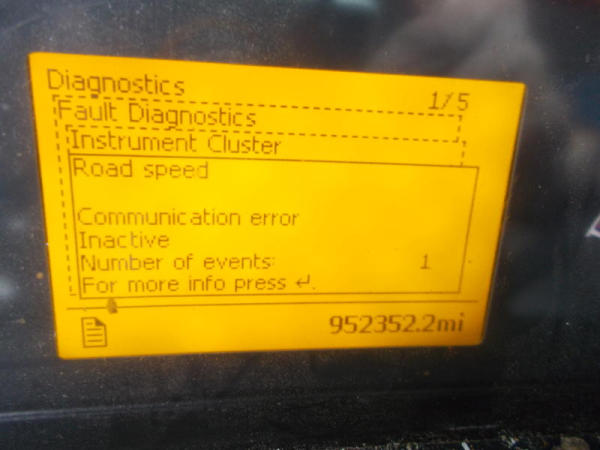 Diagnostics 1/5
Fault Diagnostics
Instrument Cluster
Road speed
Communication error
Inactive
Number of events: 1
For more info press ↵.
952352.2mi